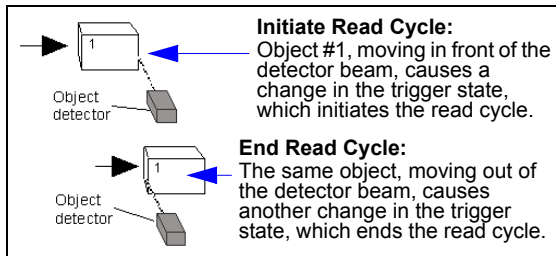 Initiate Read Cycle:
1
Object #1, moving in front of the
detector beam, causes a
change in the trigger state,
which initiates the read cycle.
Object
detector
End Read Cycle:
1
The same object, moving out of
the detector beam, causes
another change in the trigger
state, which ends the read cycle.
Object
detector